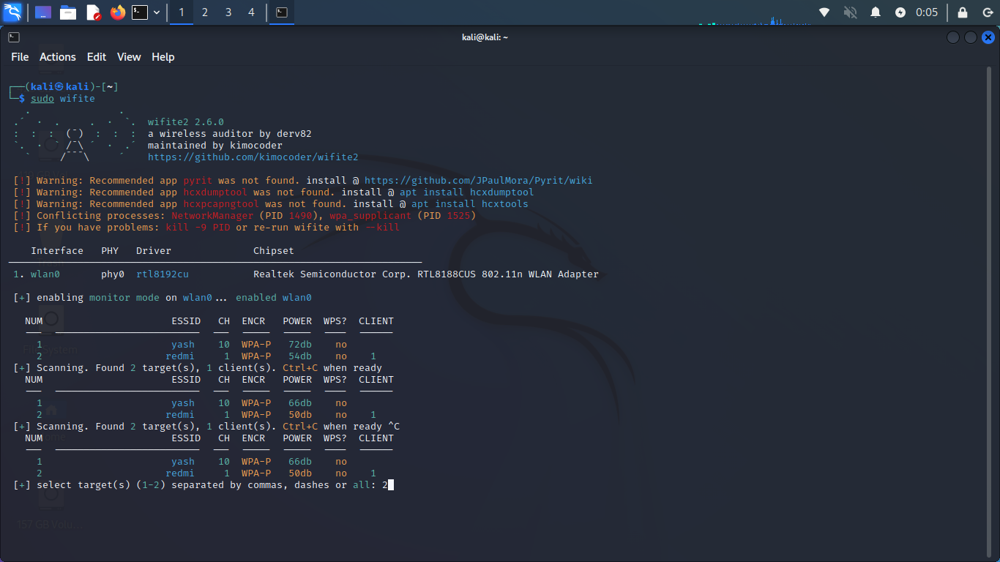 1 2 3 4 0:05
kali@kali: ~
File Actions Edit View Help
┌──(kali㉿kali)-[~]
└─$ sudo wifite
wifite2 2.6.0
a wireless auditor by derv82
maintained by kimocoder
https://github.com/kimocoder/wifite2
[!] Warning: Recommended app pyrit was not found. install @ https://github.com/JPaulMora/Pyrit/wiki
[!] Warning: Recommended app hcxdumptool was not found. install @ apt install hcxdumptool
[!] Warning: Recommended app hcxpcapngtool was not found. install @ apt install hcxtools
[!] Conflicting processes: NetworkManager (PID 1490), wpa_supplicant (PID 1525)
[!] If you have problems: kill -9 PID or re-run wifite with --kill
Interface PHY Driver Chipset
1. wlan0 phy0 rtl8192cu Realtek Semiconductor Corp. RTL8188CUS 802.11n WLAN Adapter
[+] enabling monitor mode on wlan0... enabled wlan0
NUM ESSID CH ENCR POWER WPS? CLIENT
1 yash 10 WPA-P 72db no
2 redmi 1 WPA-P 54db no 1
[+] Scanning. Found 2 target(s), 1 client(s). Ctrl+C when ready
NUM ESSID CH ENCR POWER WPS? CLIENT
1 yash 10 WPA-P 66db no
2 redmi 1 WPA-P 50db no 1
[+] Scanning. Found 2 target(s), 1 client(s). Ctrl+C when ready ^C
NUM ESSID CH ENCR POWER WPS? CLIENT
1 yash 10 WPA-P 66db no
2 redmi 1 WPA-P 50db no 1
[+] select target(s) (1-2) separated by commas, dashes or all: 2
157 GB Volu...